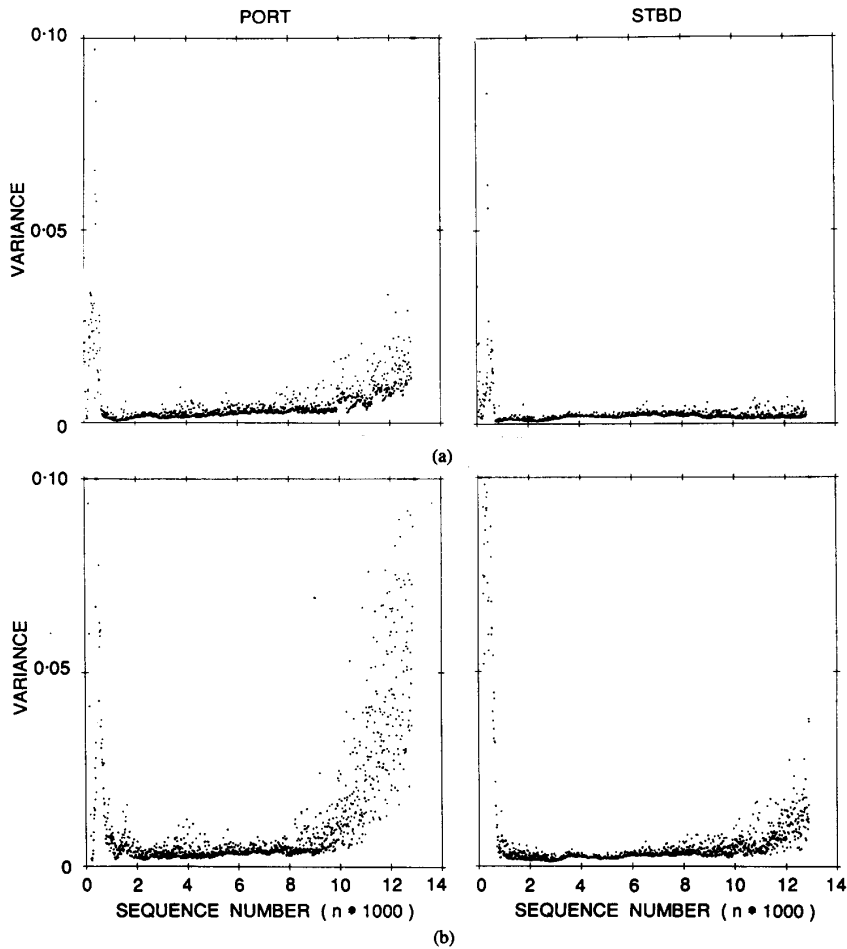 PORT STBD
0·10
VARIANCE
0·05
0
(a)
0·10
VARIANCE
0·05
0
0 2 4 6 8 10 12 14 0 2 4 6 8 10 12 14
SEQUENCE NUMBER ( n * 1000 ) SEQUENCE NUMBER ( n * 1000 )
(b)